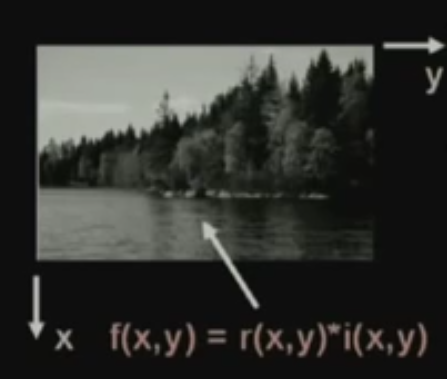 y
x f(x,y) = r(x,y)*i(x,y)